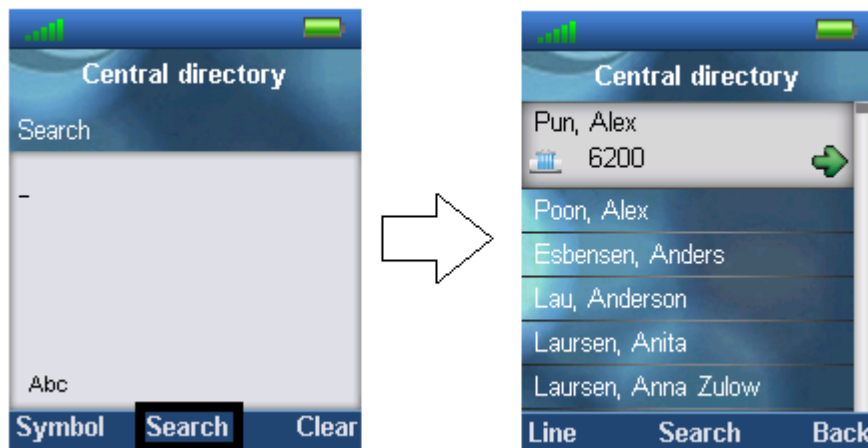 Central directory
Search
_
Abc
Symbol Search Clear
Central directory
Pun, Alex
6200
Poon, Alex
Esbensen, Anders
Lau, Anderson
Laursen, Anita
Laursen, Anna Zulow
Line Search Back